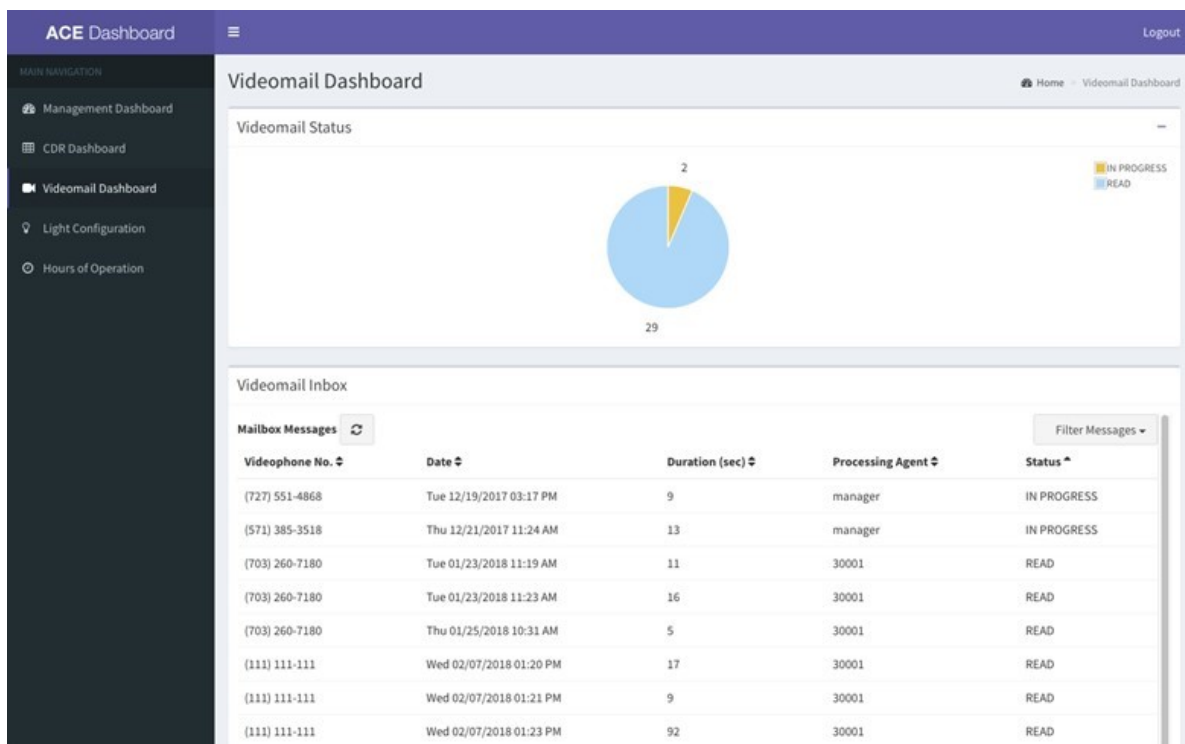 ACE Dashboard
Logout
MAIN NAVIGATION
Management Dashboard
CDR Dashboard
Videomail Dashboard
Light Configuration
Hours of Operation
Videomail Dashboard
Home Videomail Dashboard
Videomail Status
2
IN PROGRESS
READ
29
Videomail Inbox
Mailbox Messages
Filter Messages
Videophone No. Date Duration (sec) Processing Agent Status
(727) 551-4868 Tue 12/19/2017 03:17 PM 9 manager IN PROGRESS
(571) 385-3518 Thu 12/21/2017 11:24 AM 13 manager IN PROGRESS
(703) 260-7180 Tue 01/23/2018 11:19 AM 11 30001 READ
(703) 260-7180 Tue 01/23/2018 11:23 AM 16 30001 READ
(703) 260-7180 Thu 01/25/2018 10:31 AM 5 30001 READ
(111) 111-111 Wed 02/07/2018 01:20 PM 17 30001 READ
(111) 111-111 Wed 02/07/2018 01:21 PM 9 30001 READ
(111) 111-111 Wed 02/07/2018 01:23 PM 92 30001 READ